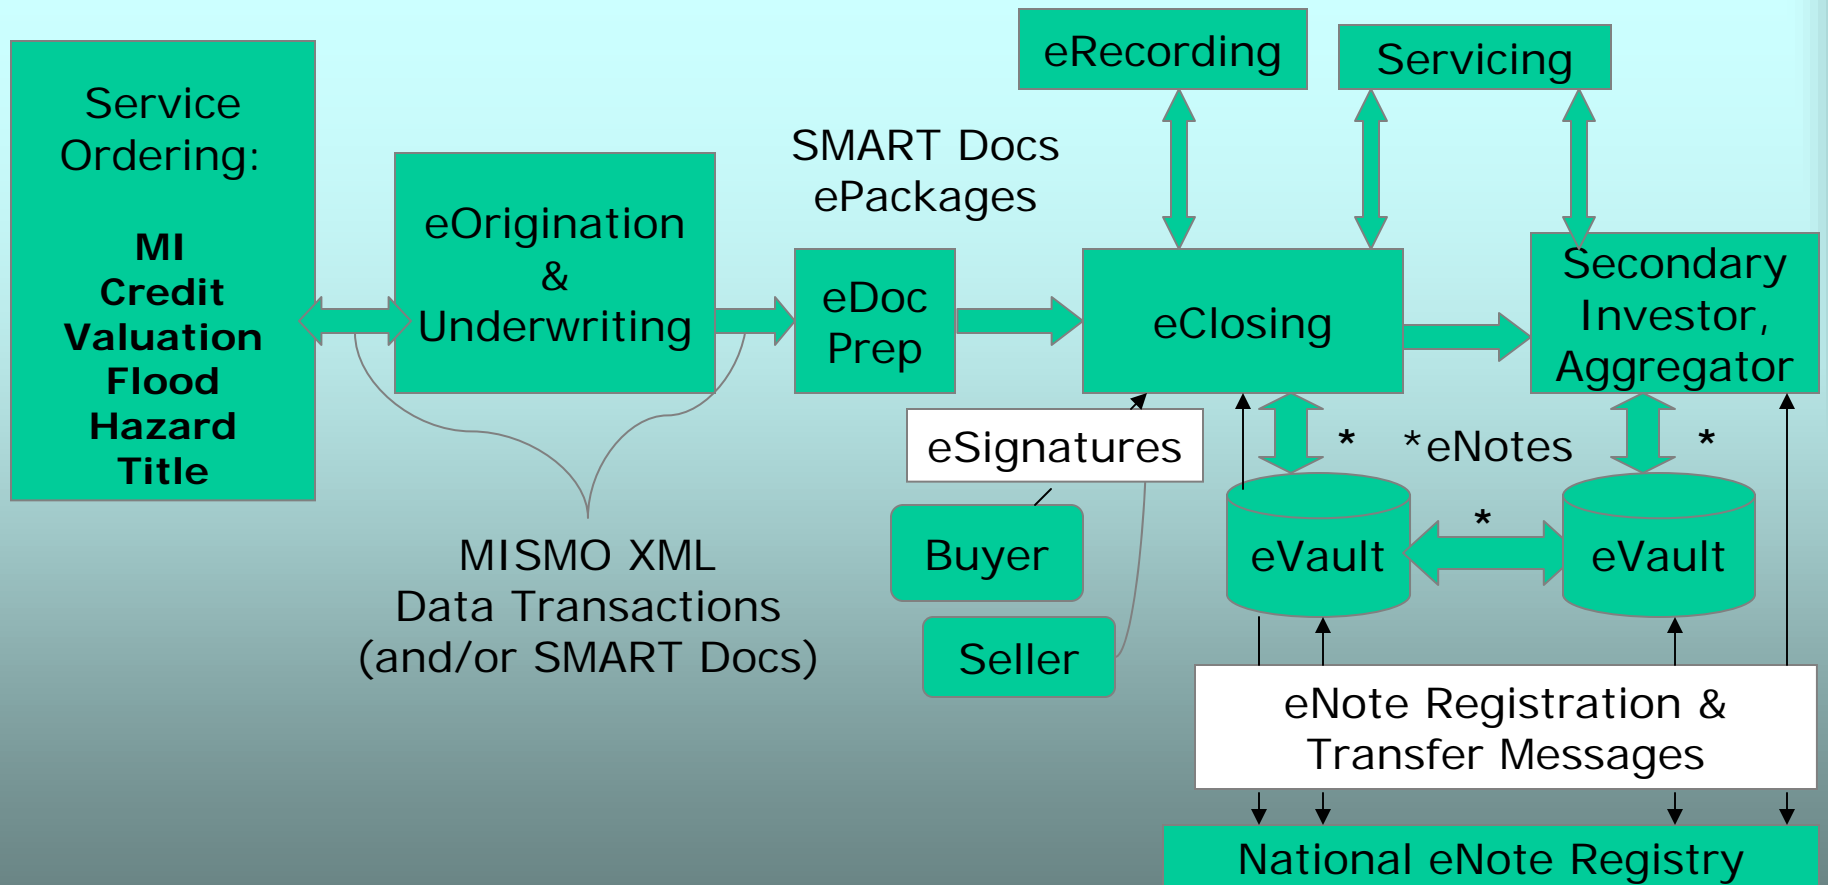 Service
Ordering:
MI
Credit
Valuation
Flood
Hazard
Title
eOrigination
&
Underwriting
MISMO XML
Data Transactions
(and/or SMART Docs)
SMART Docs
ePackages
eDoc
Prep
eRecording
Servicing
eClosing
Secondary
Investor,
Aggregator
eSignatures
Buyer
Seller
*
*eNotes
*
*
eVault
eVault
eNote Registration &
Transfer Messages
National eNote Registry